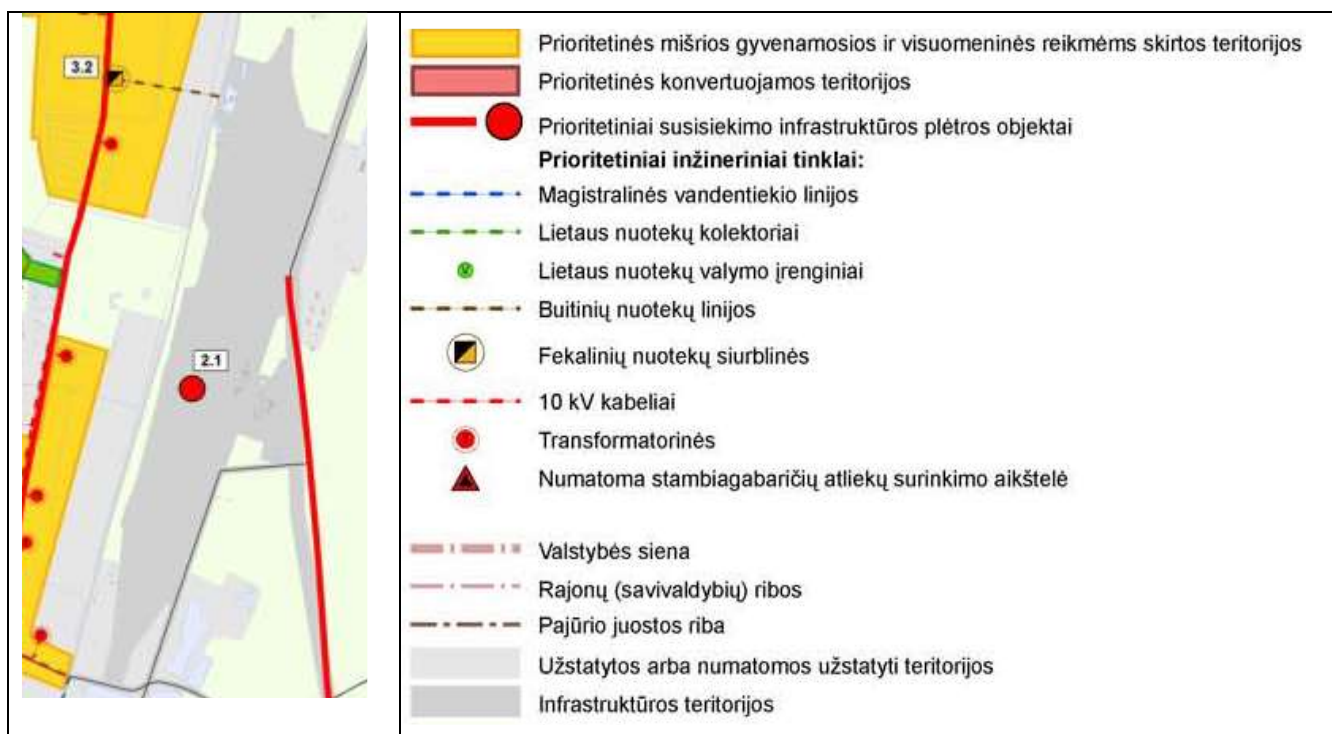 3.2
2.1
Prioritetinės mišrios gyvenamosios ir visuomeninės reikmėms skirtos teritorijos
Prioritetinės konvertuojamos teritorijos
Prioritetiniai susisiekimo infrastruktūros plėtros objektai
Prioritetiniai inžineriniai tinklai:
Magistralinės vandentiekio linijos
Lietaus nuotekų kolektoriai
V
Lietaus nuotekų valymo įrenginiai
Buitinių nuotekų linijos
Fekalinių nuotekų siurblinės
10 kV kabeliai
Transformatorinės
Numatoma stambiagabaričių atliekų surinkimo aikštelė
Valstybės siena
Rajonų (savivaldybių) ribos
Pajūrio juostos riba
Užstatytos arba numatomos užstatyti teritorijos
Infrastruktūros teritorijos